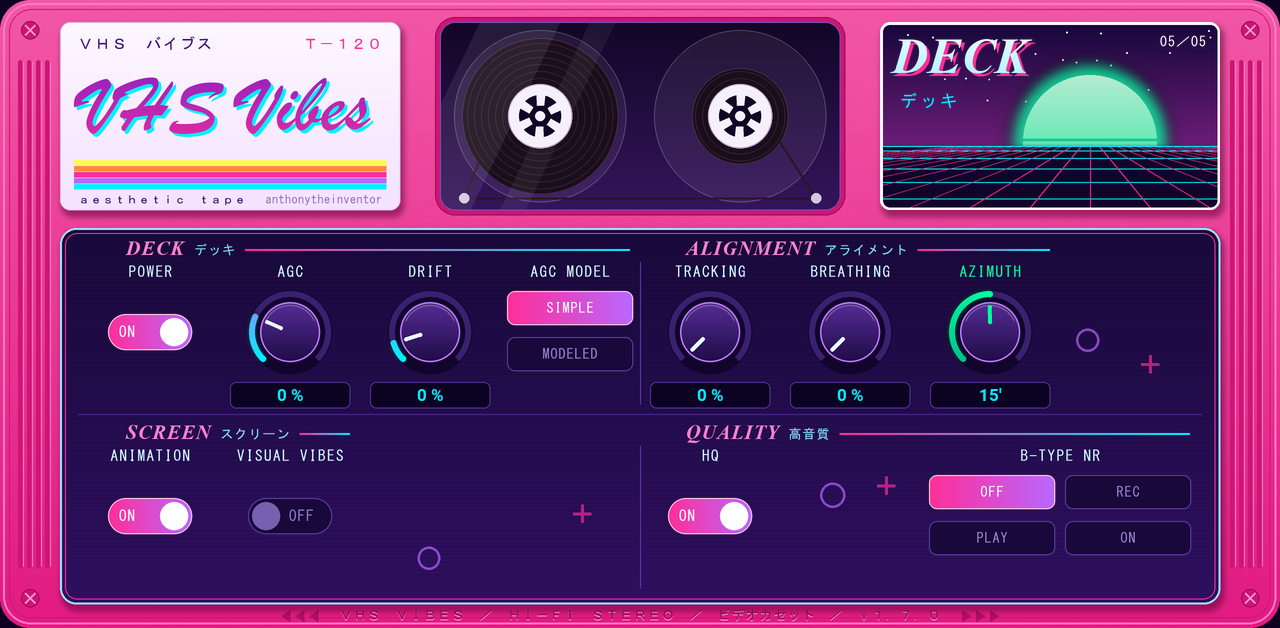 VHS バイブス
T-120
VHS Vibes
aesthetic tape
anthonytheinventor
DECK
デッキ
05/05
DECK デッキ
POWER
AGC
DRIFT
AGC MODEL
ON
SIMPLE
MODELED
0 %
0 %
ALIGNMENT アライメント
TRACKING
BREATHING
AZIMUTH
0 %
0 %
15'
SCREEN スクリーン
ANIMATION
VISUAL VIBES
ON
OFF
QUALITY 高音質
HQ
B-TYPE NR
ON
OFF
REC
PLAY
ON
VHS VIBES / HI-FI STEREO / ビデオカセット / v1.7.0